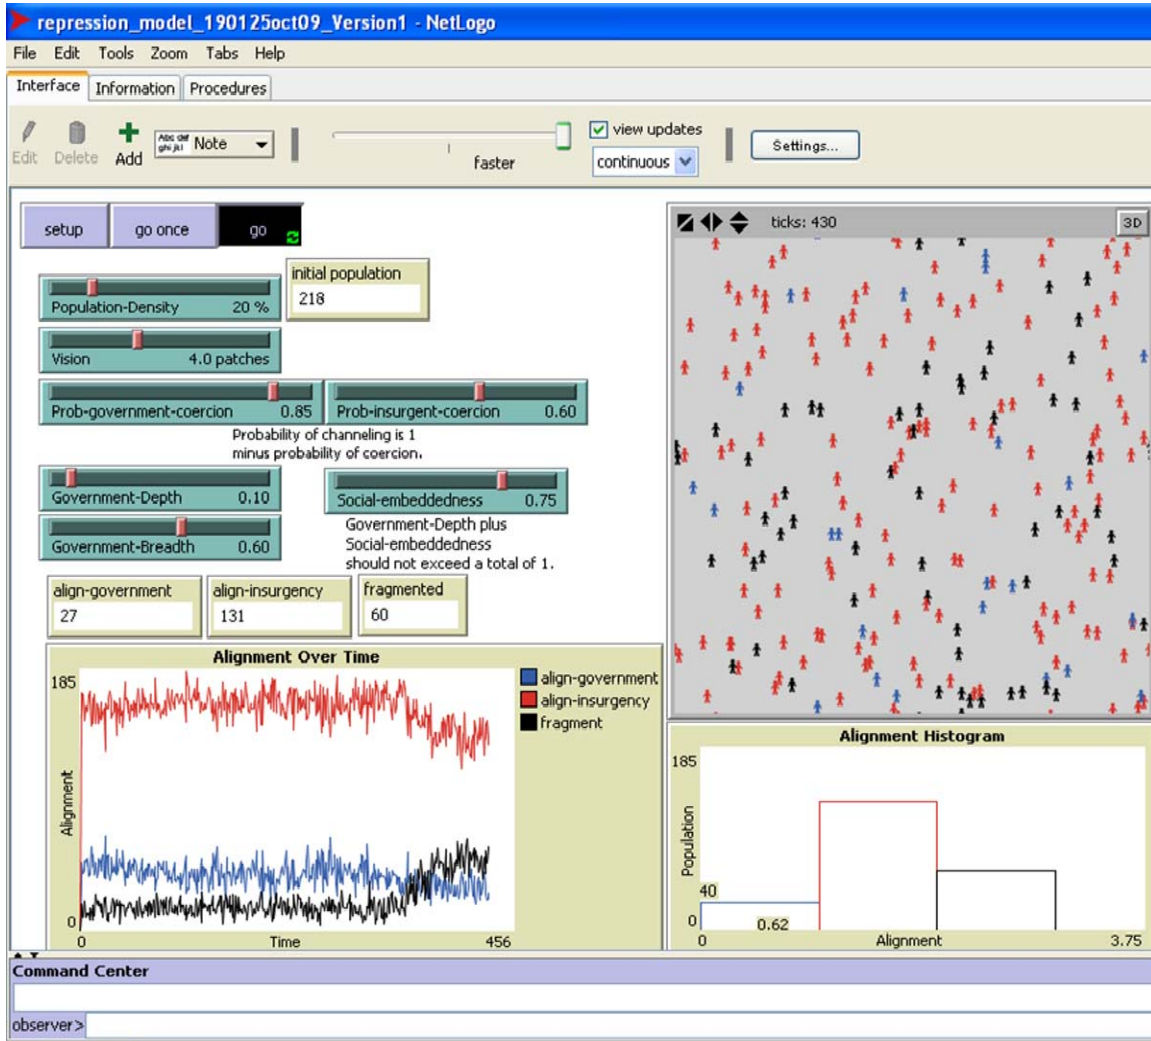 repression_model_190125oct09_Version1 - NetLogo
File Edit Tools Zoom Tabs Help
Interface Information Procedures
Edit Delete Add Abc def ghi jkl Note faster view updates continuous Settings...
setup go once go
ticks: 430 3D
initial population
218
Population-Density 20 %
Vision 4.0 patches
Prob-government-coercion 0.85 Prob-insurgent-coercion 0.60
Probability of channeling is 1
minus probability of coercion.
Government-Depth 0.10 Social-embeddedness 0.75
Government-Breadth 0.60
Government-Depth plus
Social-embeddedness
should not exceed a total of 1.
align-government align-insurgency fragmented
27 131 60
Alignment Over Time
185
Alignment
0
0 Time 456
align-government
align-insurgency
fragment
Alignment Histogram
185
Population
40
0
0.62
0 Alignment 3.75
Command Center
observer>